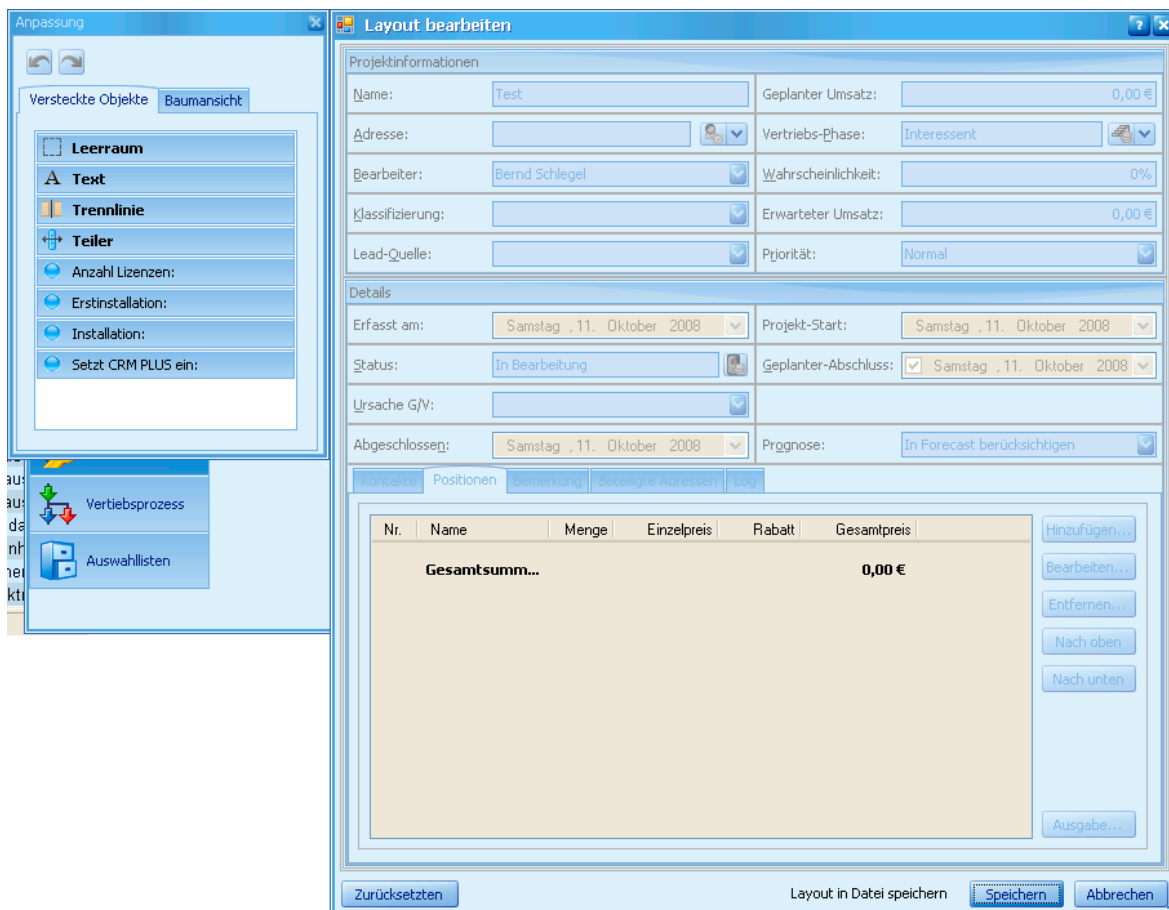 Anpassung
Versteckte Objekte Baumansicht
Leerraum
A Text
Trennlinie
Teiler
Anzahl Lizenzen:
Erstinstallation:
Installation:
Setzt CRM PLUS ein:
Vertiebsprozess
Auswahllisten
Layout bearbeiten
Projektinformationen
Name: Test Geplanter Umsatz: 0,00 €
Adresse: Vertriebs-Phase: Interessent
Bearbeiter: Bernd Schlegel Wahrscheinlichkeit: 0%
Klassifizierung: Erwarteter Umsatz: 0,00 €
Lead-Quelle: Priorität: Normal
Details
Erfasst am: Samstag ,11. Oktober 2008 Projekt-Start: Samstag ,11. Oktober 2008
Status: In Bearbeitung Geplanter-Abschluss: Samstag ,11. Oktober 2008
Ursache G/V:
Abgeschlossen: Samstag ,11. Oktober 2008 Prognose: In Forecast berücksichtigen
Kontakte Positionen Bemerkung Beteiligte Adressen Log
Nr. Name Menge Einzelpreis Rabatt Gesamtpreis
Gesamtsumm... 0,00 €
Hinzufügen...
Bearbeiten...
Entfernen...
Nach oben
Nach unten
Ausgabe...
Zurücksetzten Layout in Datei speichern Speichern Abbrechen